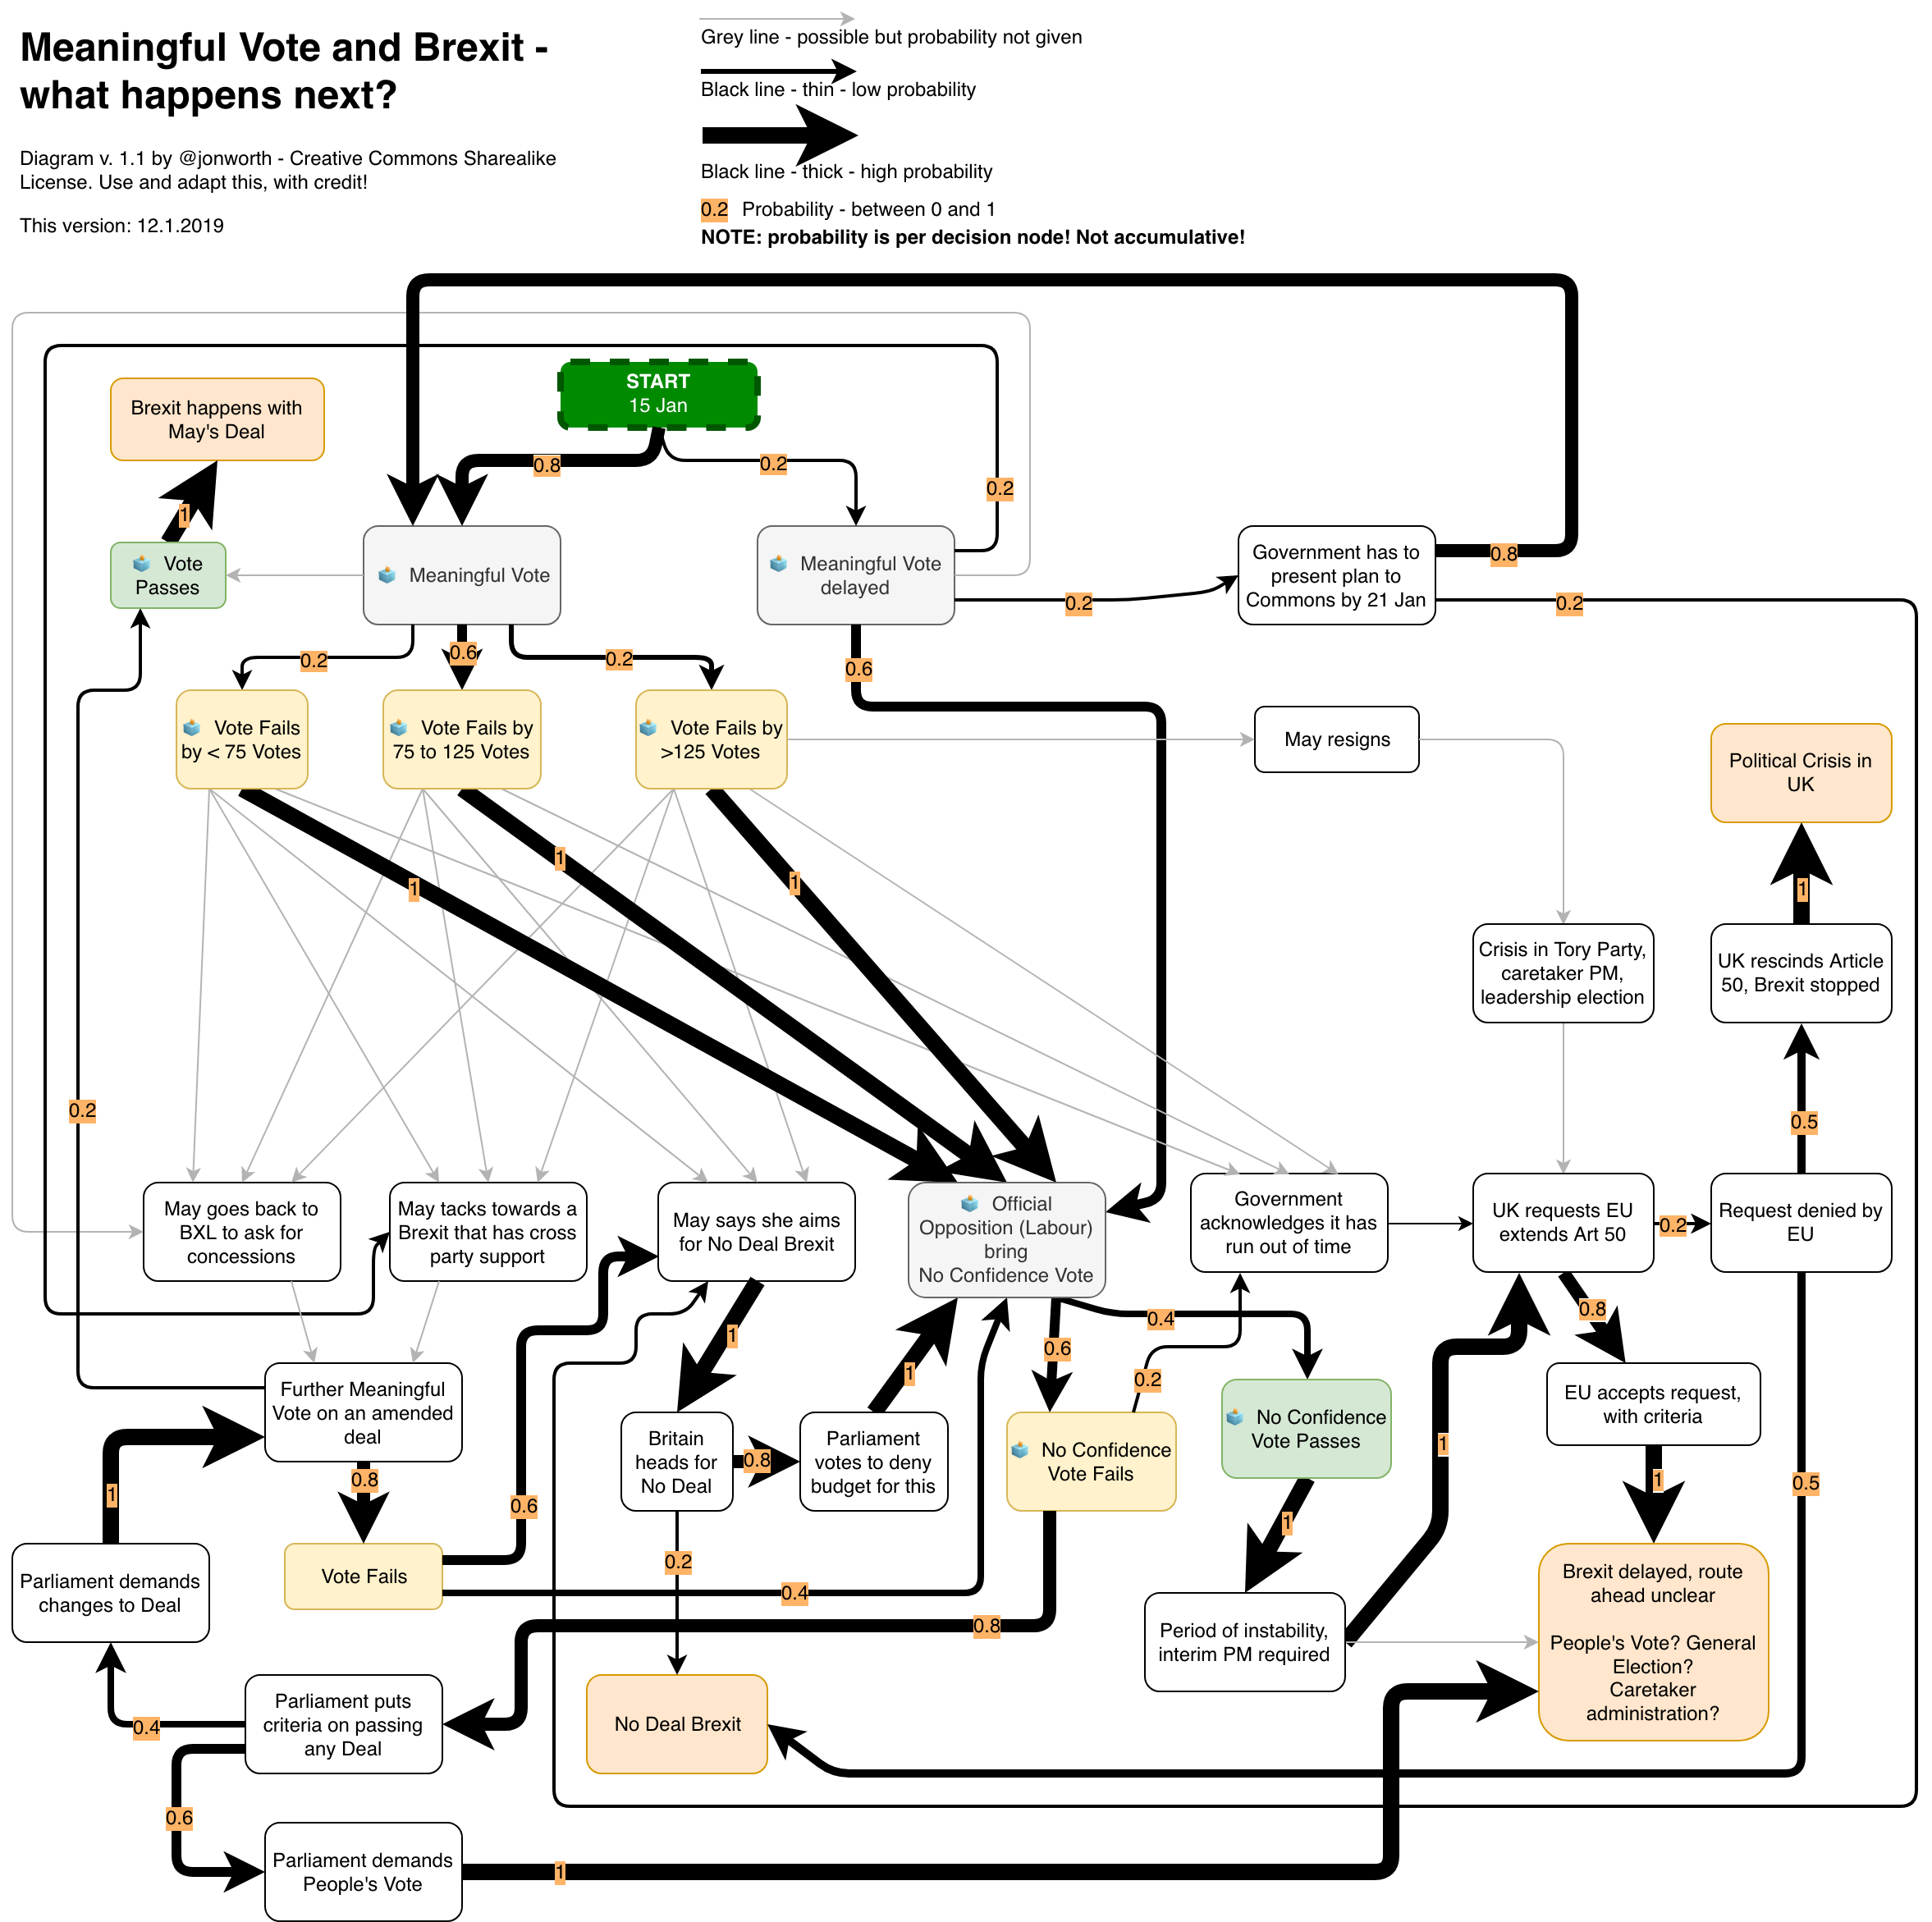 Meaningful Vote and Brexit -
what happens next?
Diagram v. 1.1 by @jonworth - Creative Commons Sharealike
License. Use and adapt this, with credit!
This version: 12.1.2019
Grey line - possible but probability not given
Black line - thin - low probability
Black line - thick - high probability
0.2 Probability - between 0 and 1
NOTE: probability is per decision node! Not accumulative!
START
15 Jan
Brexit happens with
May's Deal
0.8
0.2
0.2
1
Vote
Passes
Meaningful Vote
Meaningful Vote
delayed
Government has to
present plan to
Commons by 21 Jan
0.8
0.2
0.2
0.2
0.6
0.2
0.6
Vote Fails
by < 75 Votes
Vote Fails by
75 to 125 Votes
Vote Fails by
>125 Votes
May resigns
Political Crisis in
UK
1
1
1
1
Crisis in Tory Party,
caretaker PM,
leadership election
UK rescinds Article
50, Brexit stopped
0.2
0.5
May goes back to
BXL to ask for
concessions
May tacks towards a
Brexit that has cross
party support
May says she aims
for No Deal Brexit
Official
Opposition (Labour)
bring
No Confidence Vote
Government
acknowledges it has
run out of time
UK requests EU
extends Art 50
0.2
Request denied by
EU
1
0.6
0.4
0.8
0.2
1
Further Meaningful
Vote on an amended
deal
Britain
heads for
No Deal
0.8
Parliament
votes to deny
budget for this
No Confidence
Vote Fails
No Confidence
Vote Passes
EU accepts request,
with criteria
1
0.8
1
0.6
1
1
0.5
Parliament demands
changes to Deal
Vote Fails
0.2
0.4
0.8
Period of instability,
interim PM required
Brexit delayed, route
ahead unclear
People's Vote? General
Election?
Caretaker
administration?
Parliament puts
criteria on passing
any Deal
0.4
No Deal Brexit
0.6
Parliament demands
People's Vote
1